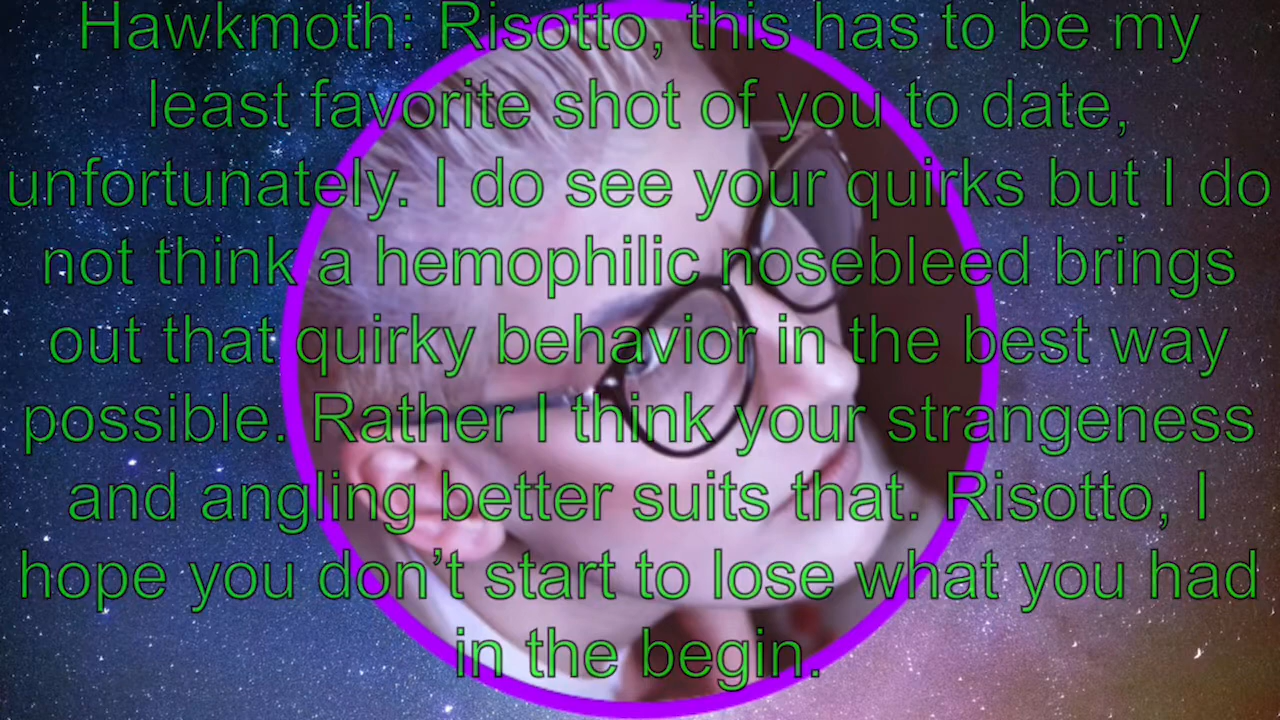 Hawkmoth: Risotto, this has to be my
least favorite shot of you to date,
unfortunately. I do see your quirks but I do
not think a hemophilic nosebleed brings
out that quirky behavior in the best way
possible. Rather I think your strangeness
and angling better suits that. Risotto, I
hope you don’t start to lose what you had
in the begin.